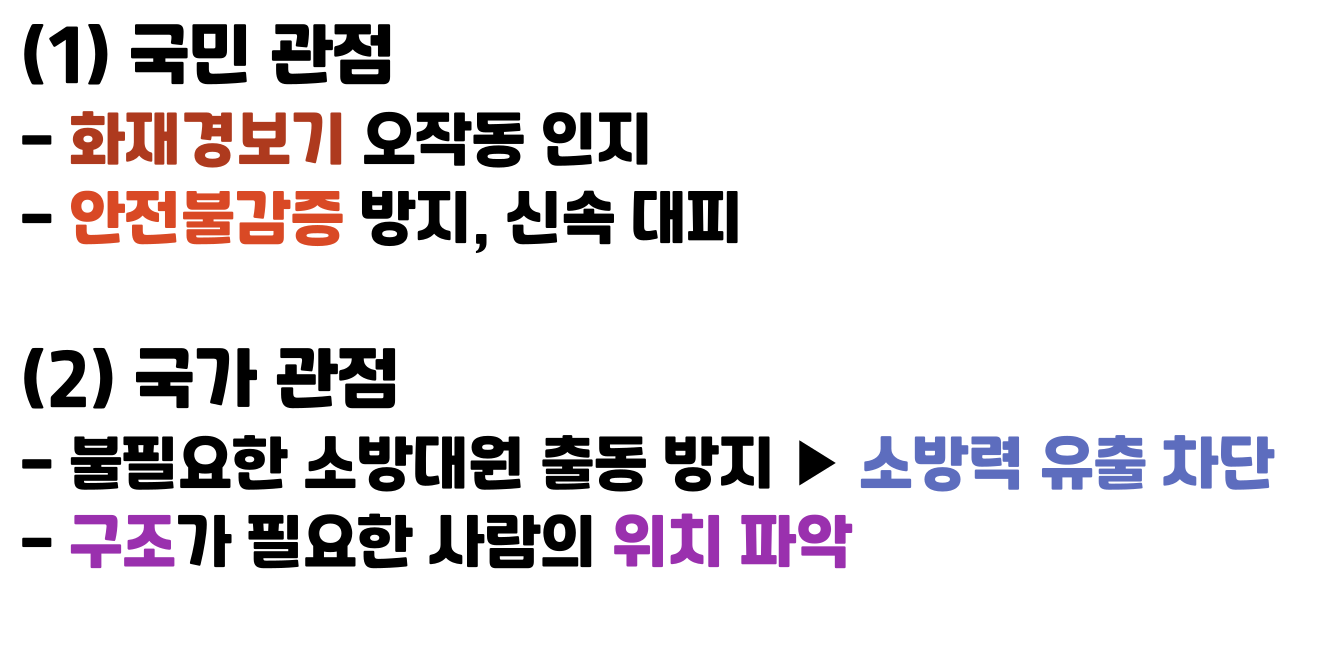 (1) 국민 관점
- 화재경보기 오작동 인지
- 안전불감증 방지, 신속 대피
(2) 국가 관점
- 불필요한 소방대원 출동 방지 ▶ 소방력 유출 차단
- 구조가 필요한 사람의 위치 파악